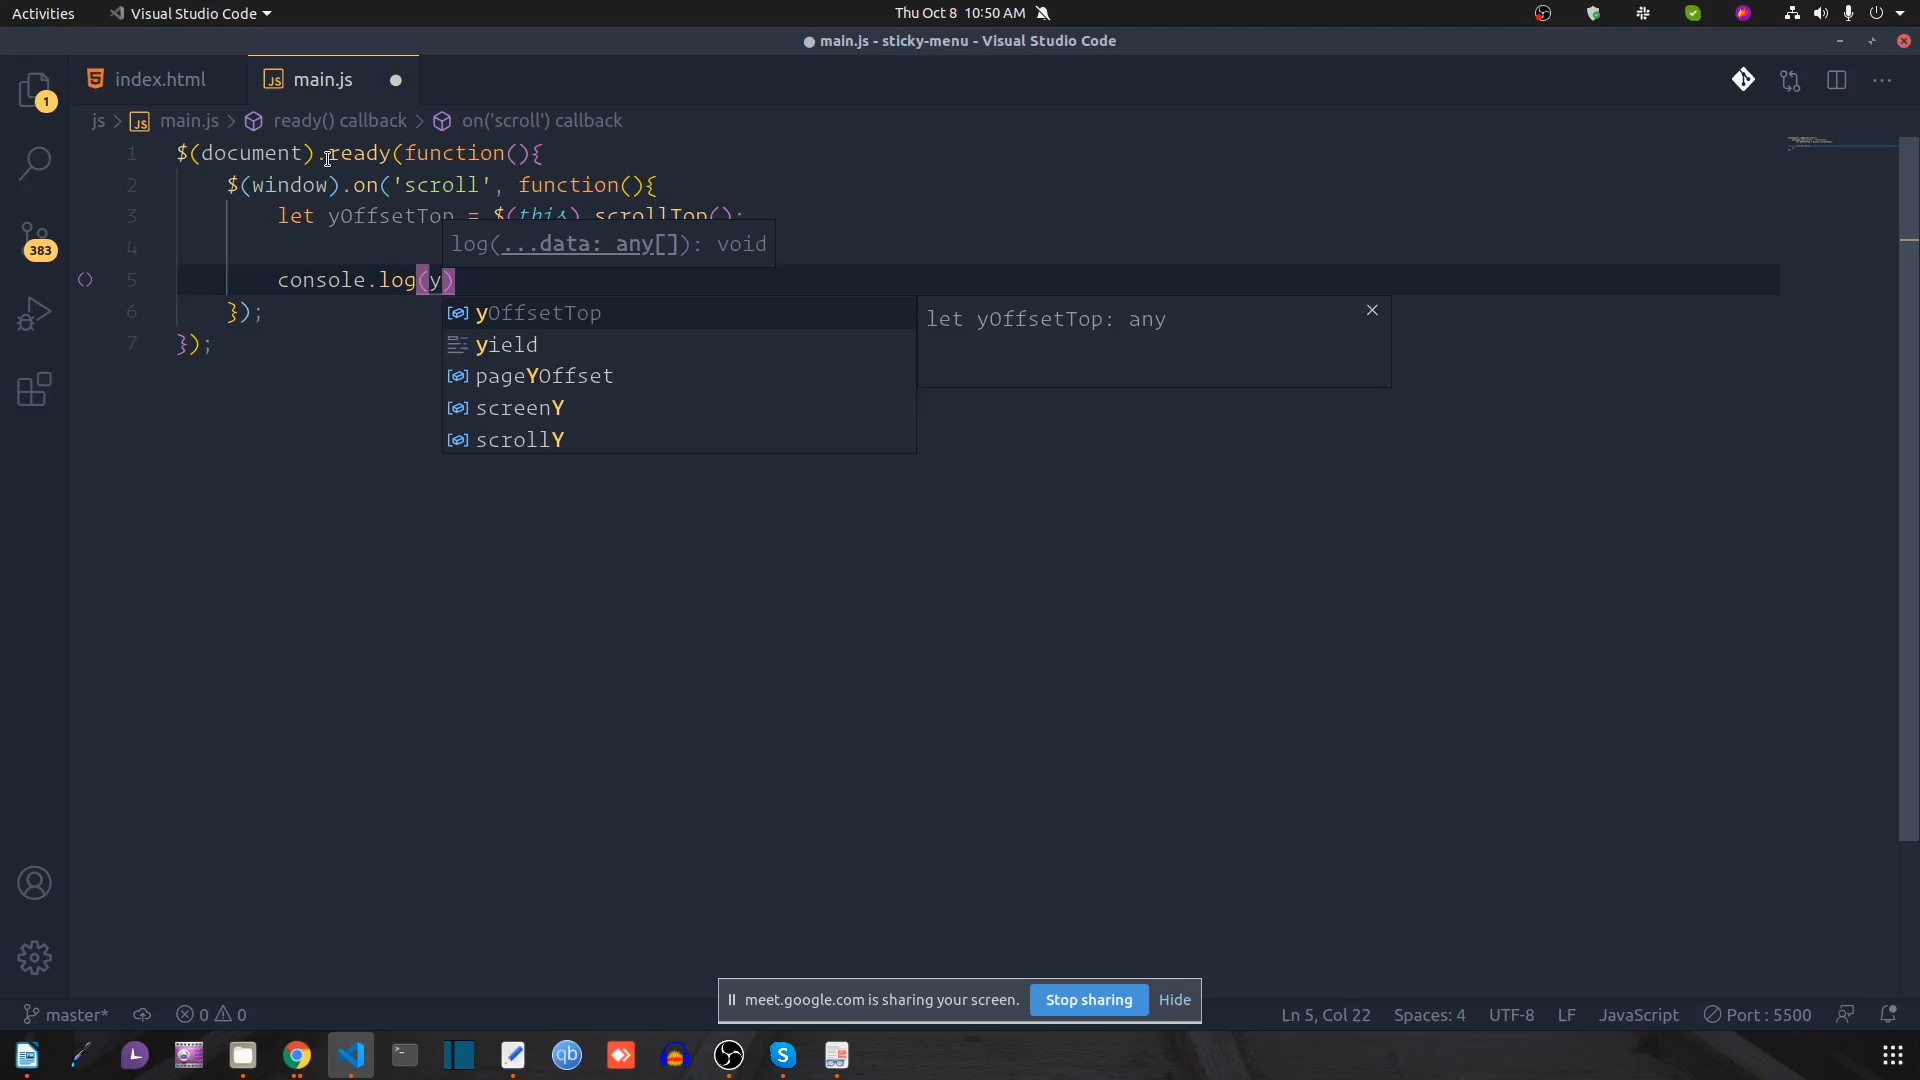 Activities Visual Studio Code Thu Oct 8 10:50 AM
main.js - sticky-menu - Visual Studio Code
index.html main.js
1
js > main.js > ready() callback > on('scroll') callback
1 $(document).ready(function(){
2 $(window).on('scroll', function(){
3 let yOffsetTop = $(this).scrollTop();
383
log(...data: any[]): void
4
5 console.log(y)
6 });
7 });
yOffsetTop
let yOffsetTop: any
yield
pageYOffset
screenY
scrollY
meet.google.com is sharing your screen. Stop sharing Hide
master* 0 0 Ln 5, Col 22 Spaces: 4 UTF-8 LF JavaScript Port : 5500
qb